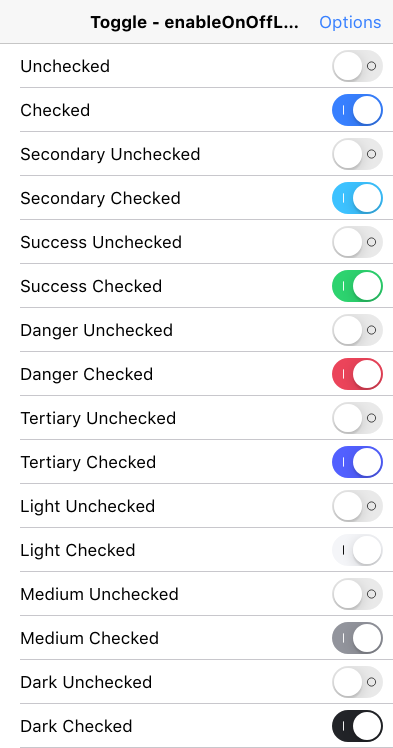 Toggle - enableOnOffL... Options
Unchecked
Checked
Secondary Unchecked
Secondary Checked
Success Unchecked
Success Checked
Danger Unchecked
Danger Checked
Tertiary Unchecked
Tertiary Checked
Light Unchecked
Light Checked
Medium Unchecked
Medium Checked
Dark Unchecked
Dark Checked